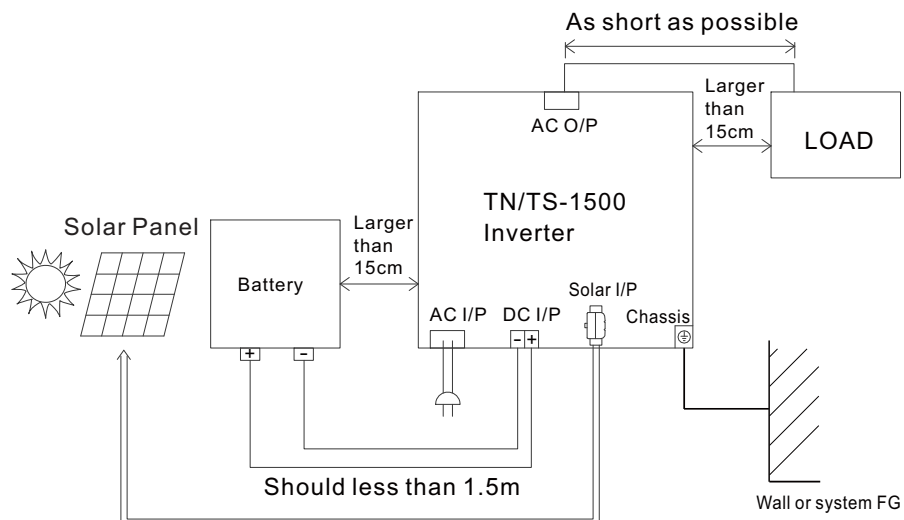 As short as possible
AC O/P
Larger
than
15cm
LOAD
TN/TS-1500
Inverter
Solar Panel
Battery
Larger
than
15cm
AC I/P
DC I/P
Solar I/P
Chassis
+
−
− +
Should less than 1.5m
Wall or system FG